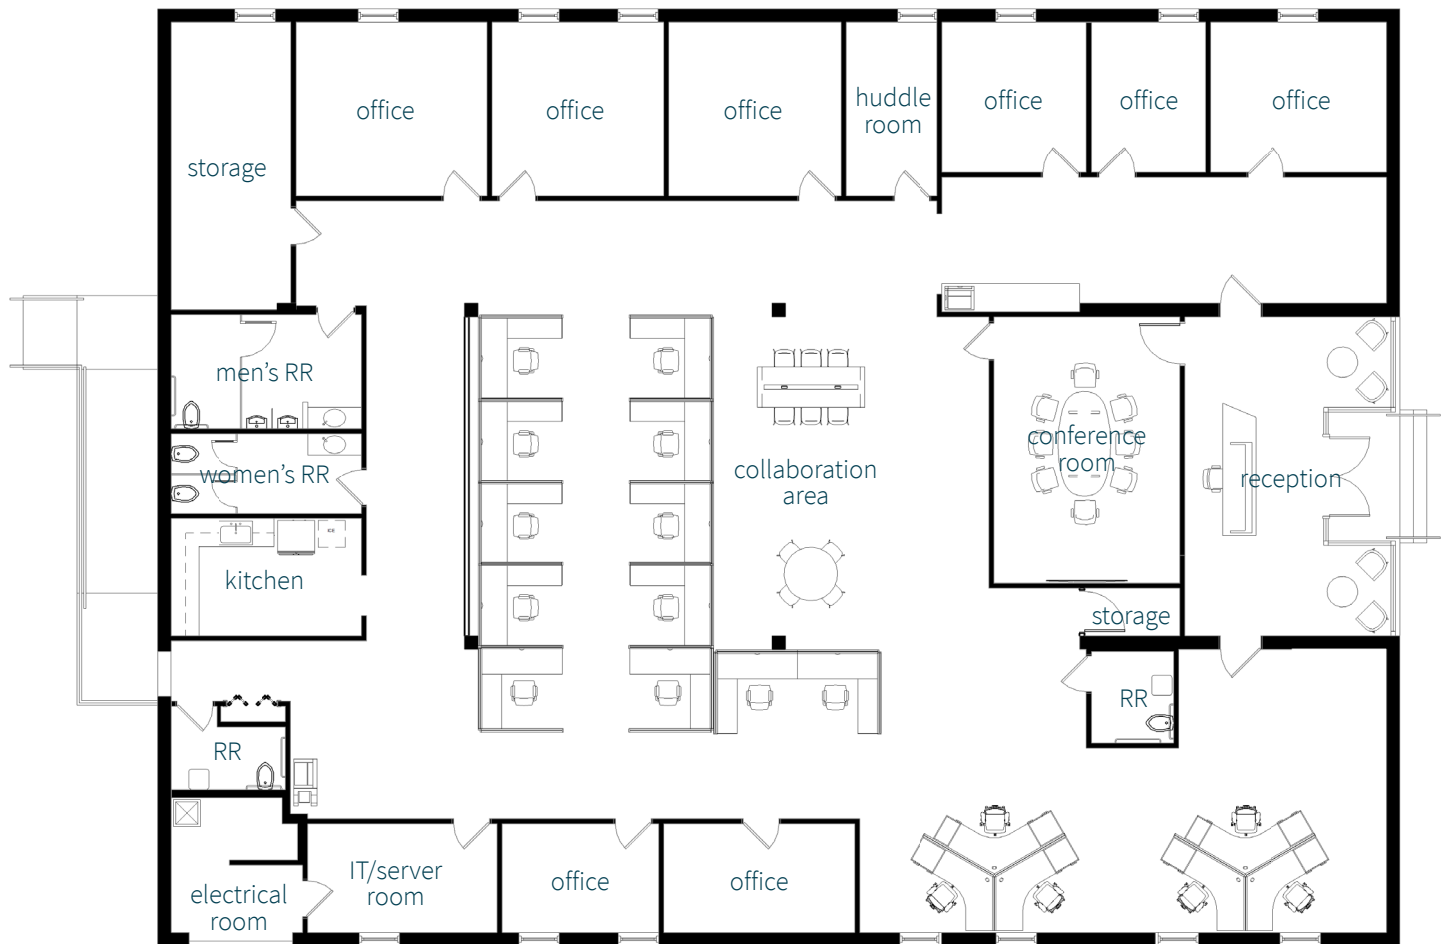 office
office
office
huddle
room
office
office
office
storage
men's RR
women's RR
kitchen
ICE
collaboration
area
conference
room
reception
storage
RR
RR
IT/server
room
office
office
electrical
room